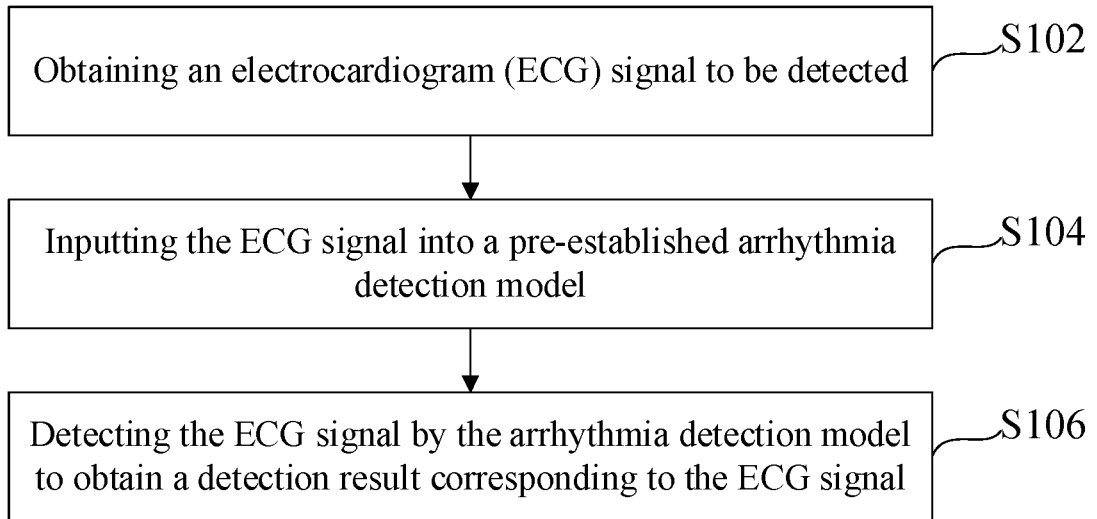 Obtaining an electrocardiogram (ECG) signal to be detected
S102
Inputting the ECG signal into a pre-established arrhythmia
detection model
S104
Detecting the ECG signal by the arrhythmia detection model
to obtain a detection result corresponding to the ECG signal
S106